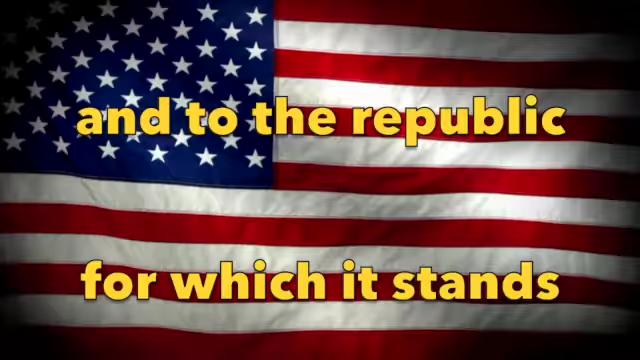 and to the republic
for which it stands